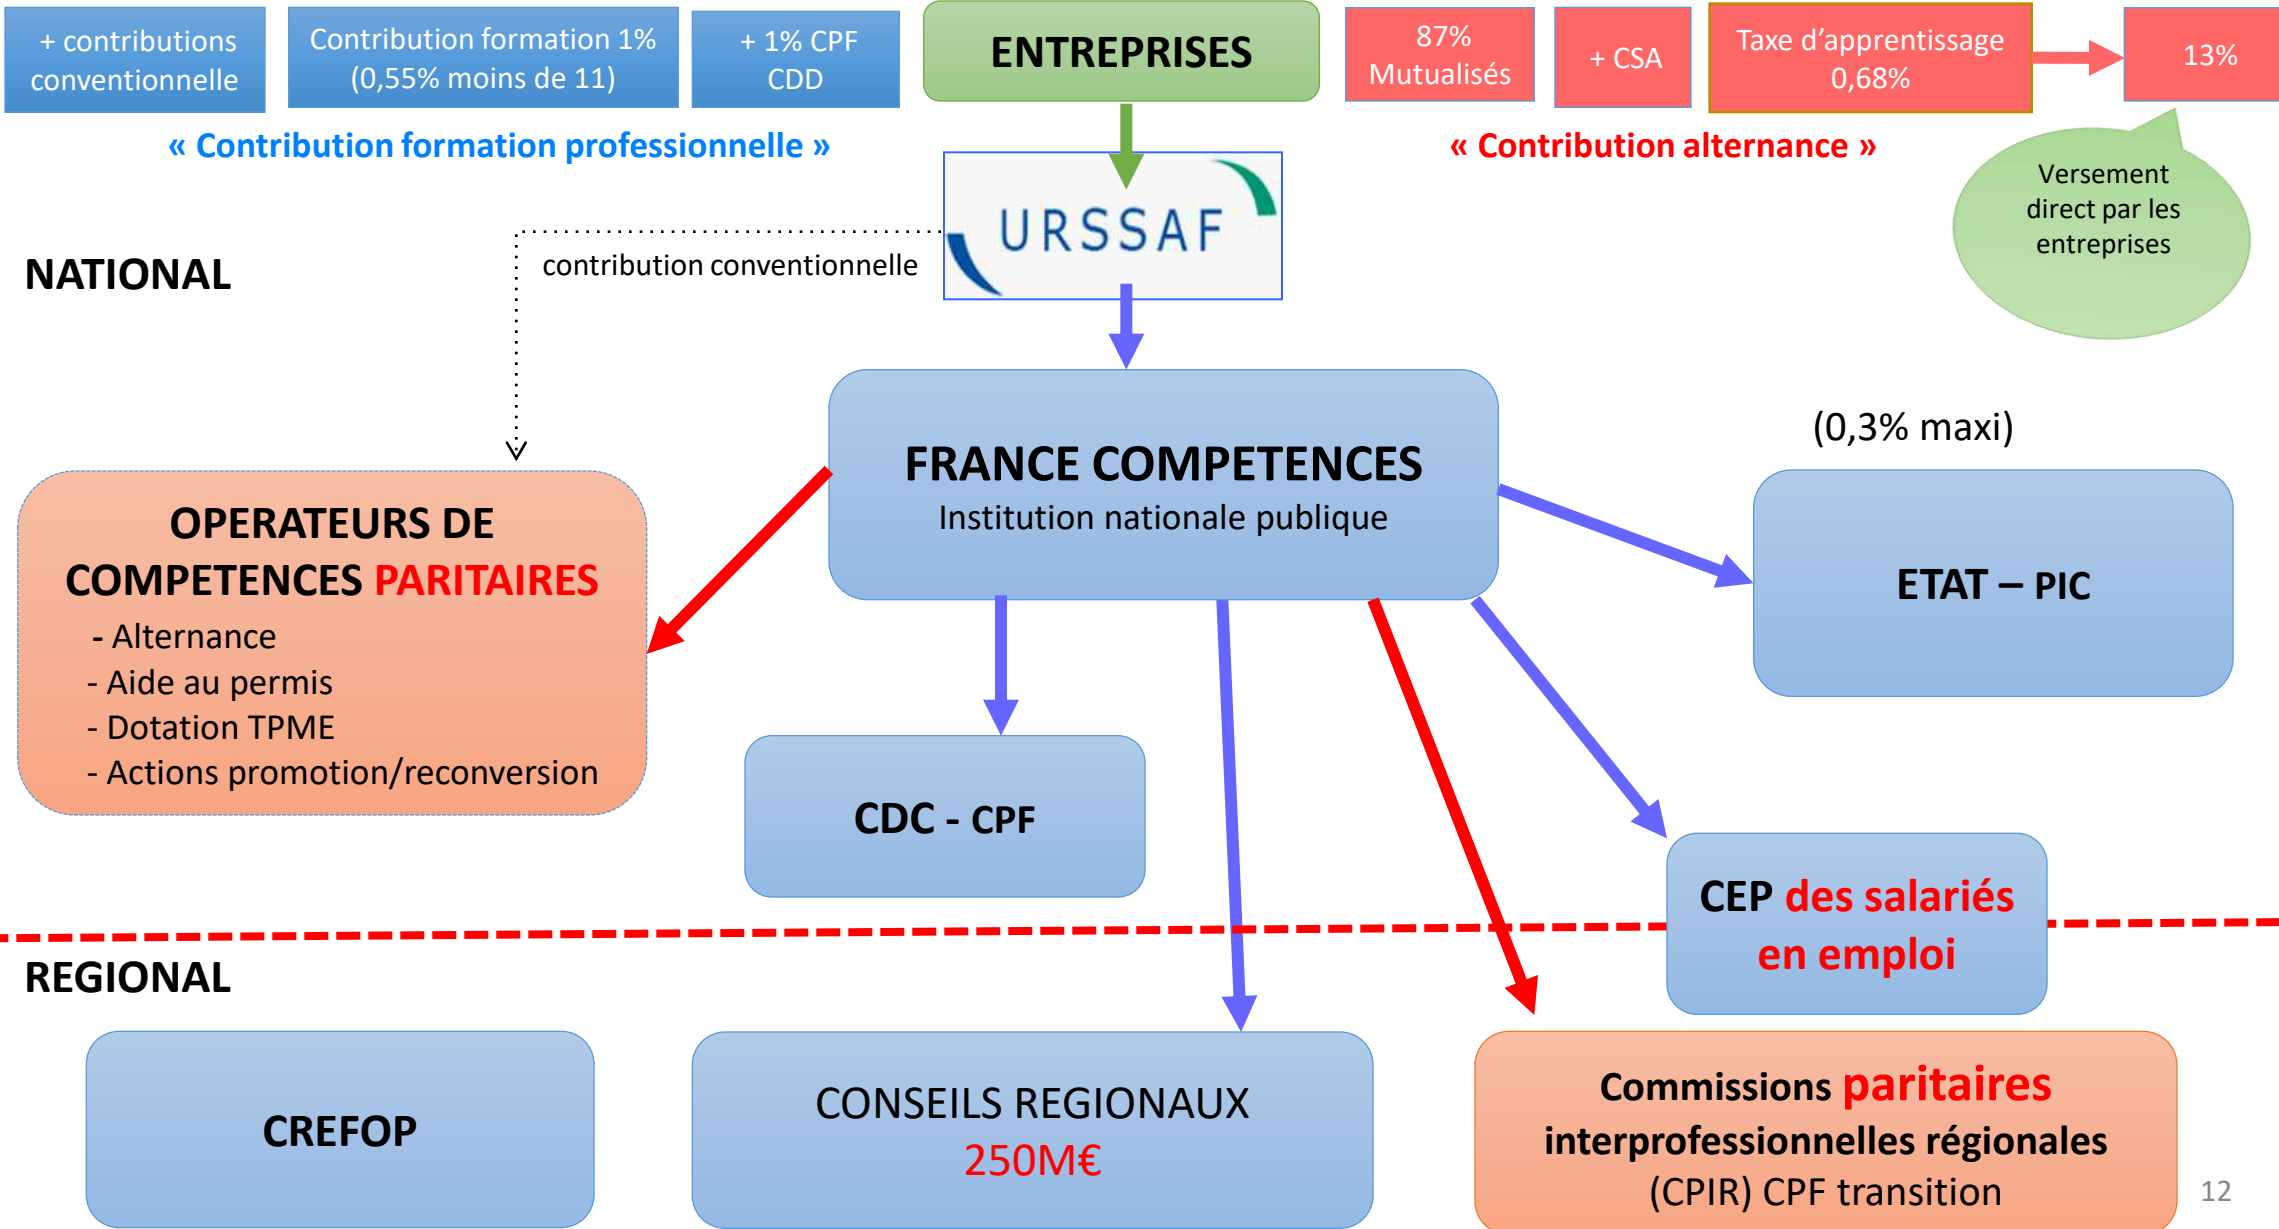 + contributions
conventionnelle
Contribution formation 1%
(0,55% moins de 11)
+ 1% CPF
CDD
ENTREPRISES
87%
Mutualisés
+ CSA
Taxe d’apprentissage
0,68%
13%
« Contribution formation professionnelle »
« Contribution alternance »
Versement
direct par les
entreprises
URSSAF
contribution conventionnelle
NATIONAL
FRANCE COMPETENCES
Institution nationale publique
(0,3% maxi)
ETAT – PIC
OPERATEURS DE
COMPETENCES PARITAIRES
- Alternance
- Aide au permis
- Dotation TPME
- Actions promotion/reconversion
CDC - CPF
CEP des salariés
en emploi
REGIONAL
CREFOP
CONSEILS REGIONAUX
250M€
Commissions paritaires
interprofessionnelles régionales
(CPIR) CPF transition
12